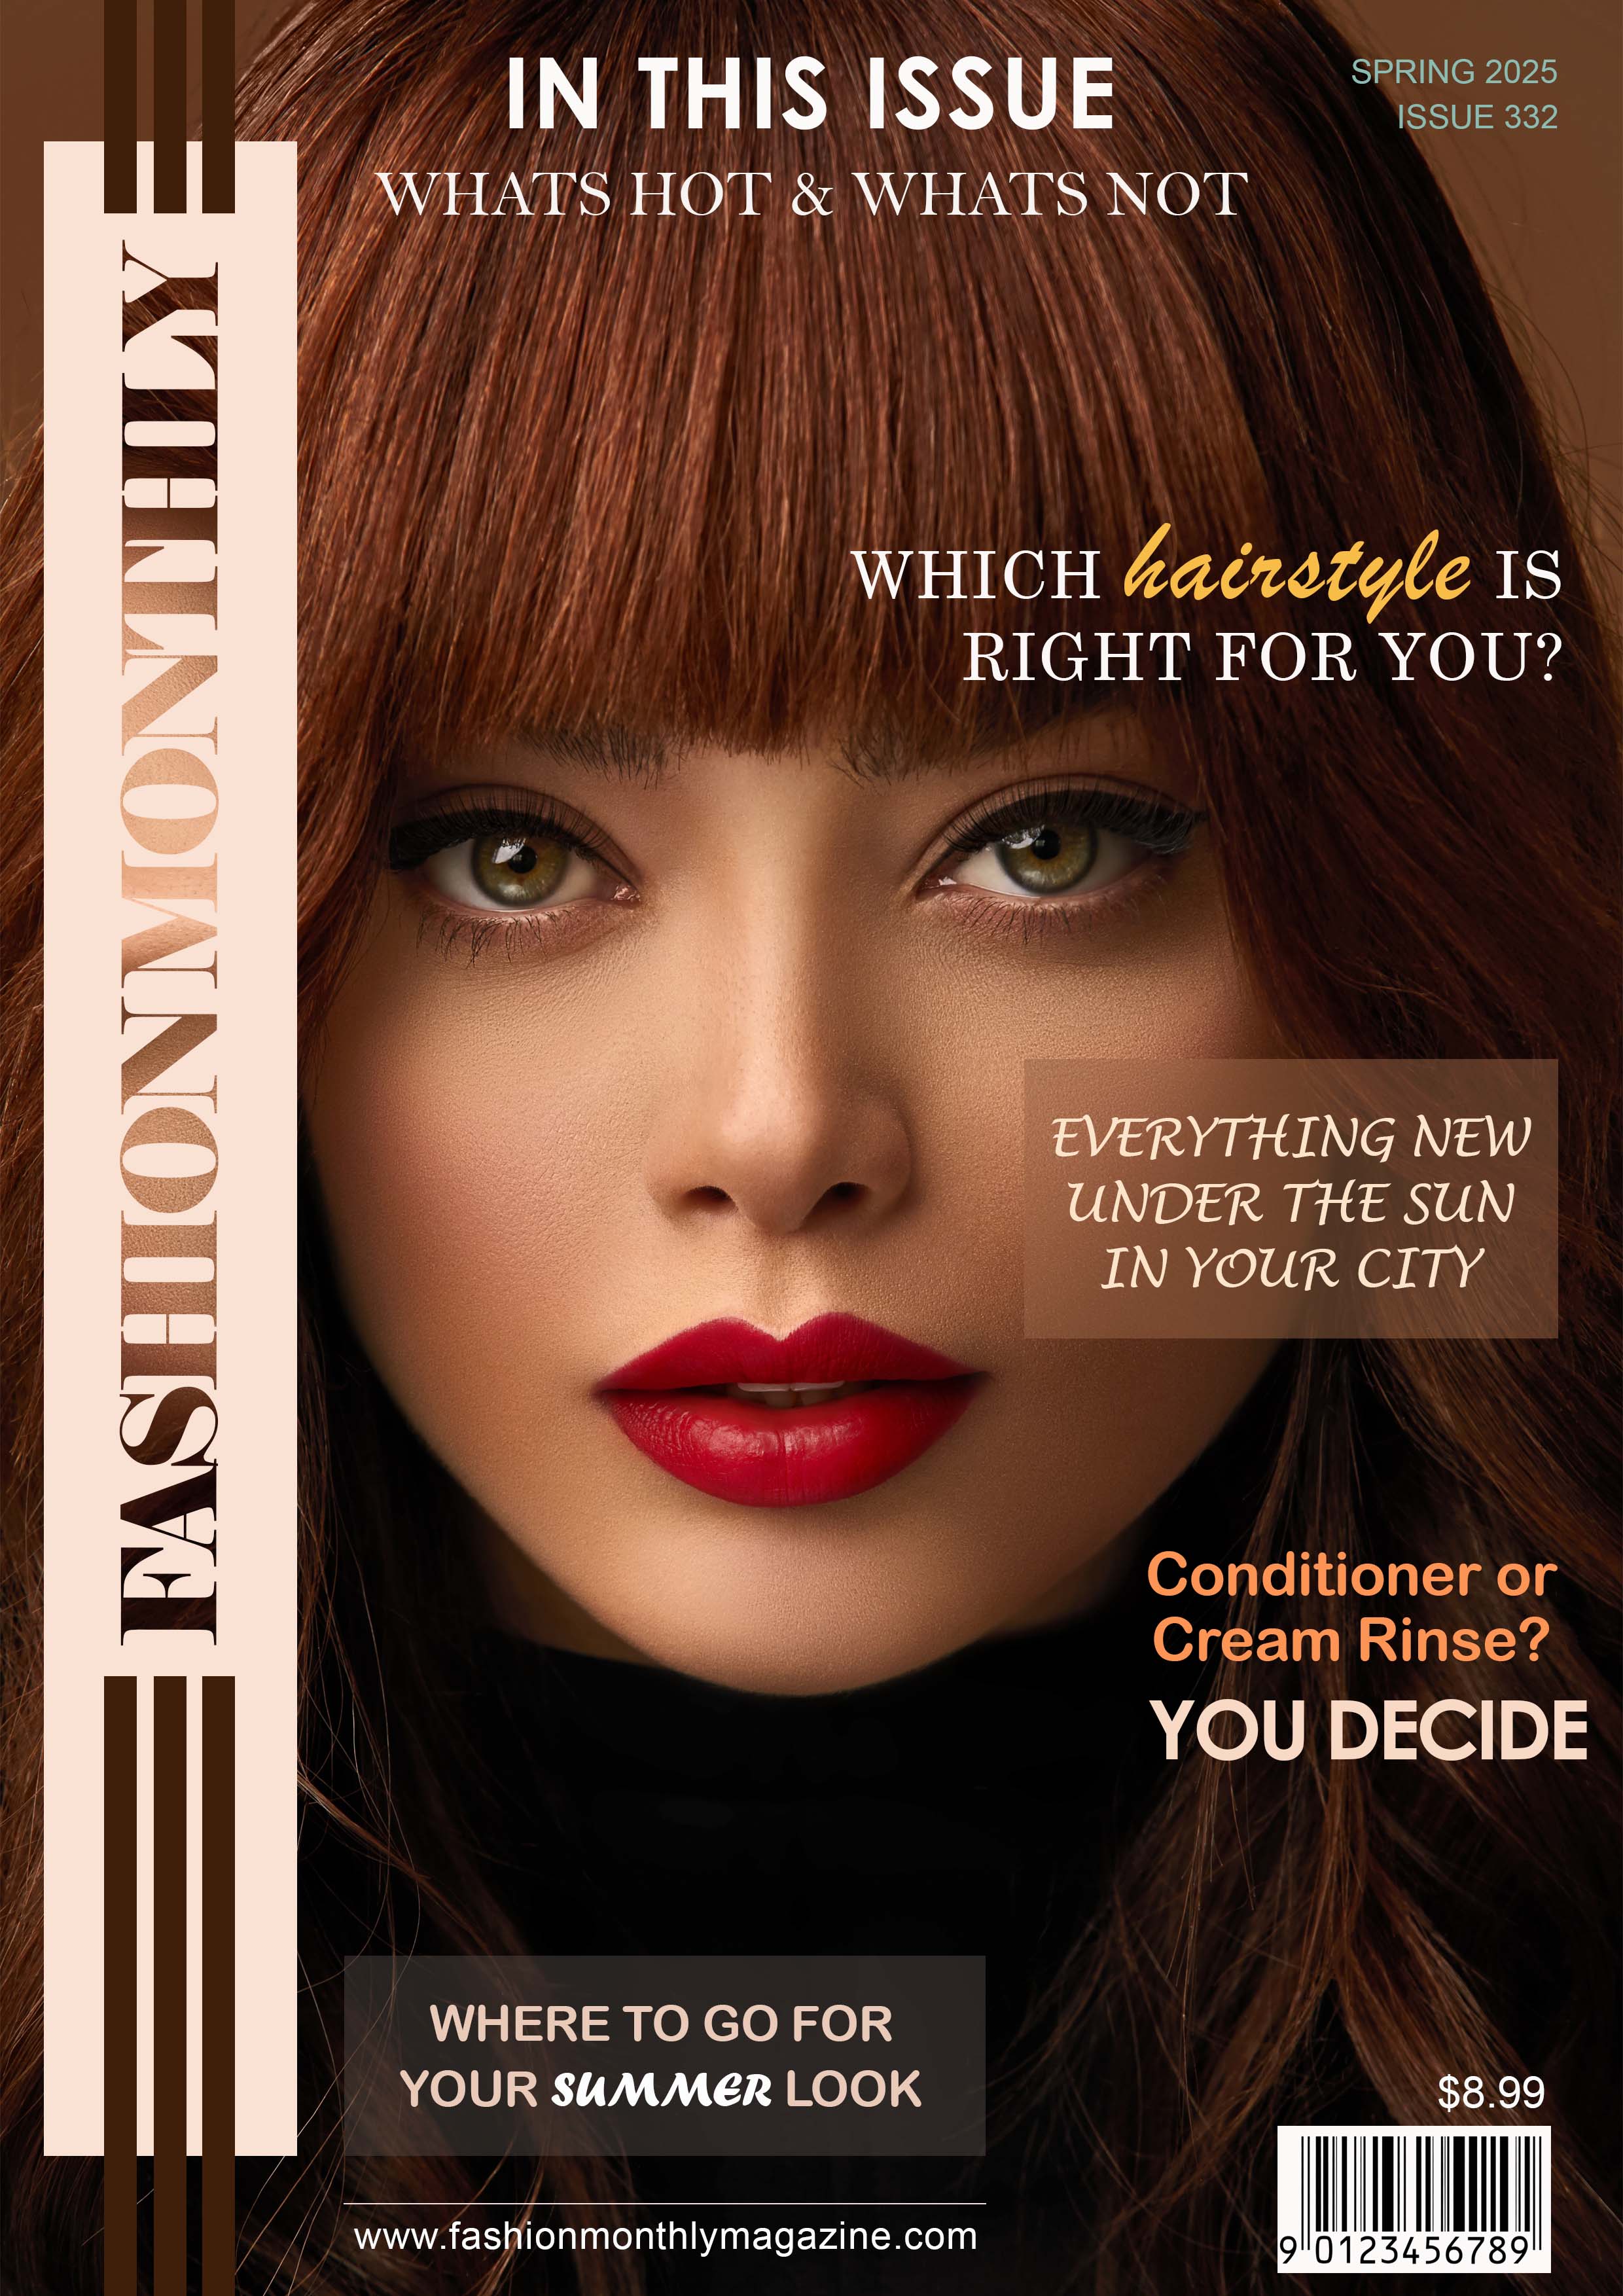 IN THIS ISSUE
WHATS HOT & WHATS NOT
SPRING 2025
ISSUE 332
FASHIONMONTHLY
WHICH hairstyle IS
RIGHT FOR YOU?
EVERYTHING NEW
UNDER THE SUN
IN YOUR CITY
Conditioner or
Cream Rinse?
YOU DECIDE
WHERE TO GO FOR
YOUR SUMMER LOOK
www.fashionmonthlymagazine.com
$8.99
9 0123456789